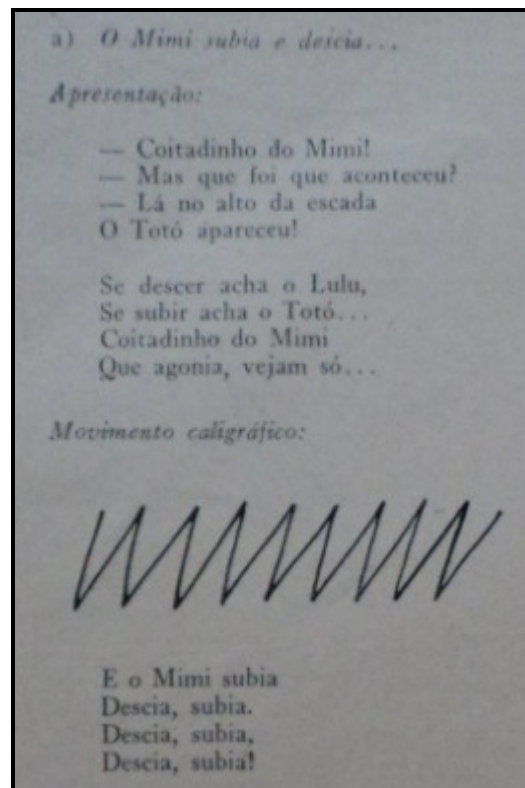 a) O Mimi subia e descia...
Apresentação:
— Coitadinho do Mimi!
— Mas que foi que aconteceu?
— Lá no alto da escada
O Totó apareceu!
Se descer acha o Lulu,
Se subir acha o Totó...
Coitadinho do Mimi
Que agonia, vejam só...
Movimento caligráfico:
E o Mimi subia
Descia, subia.
Descia, subia,
Descia, subia!